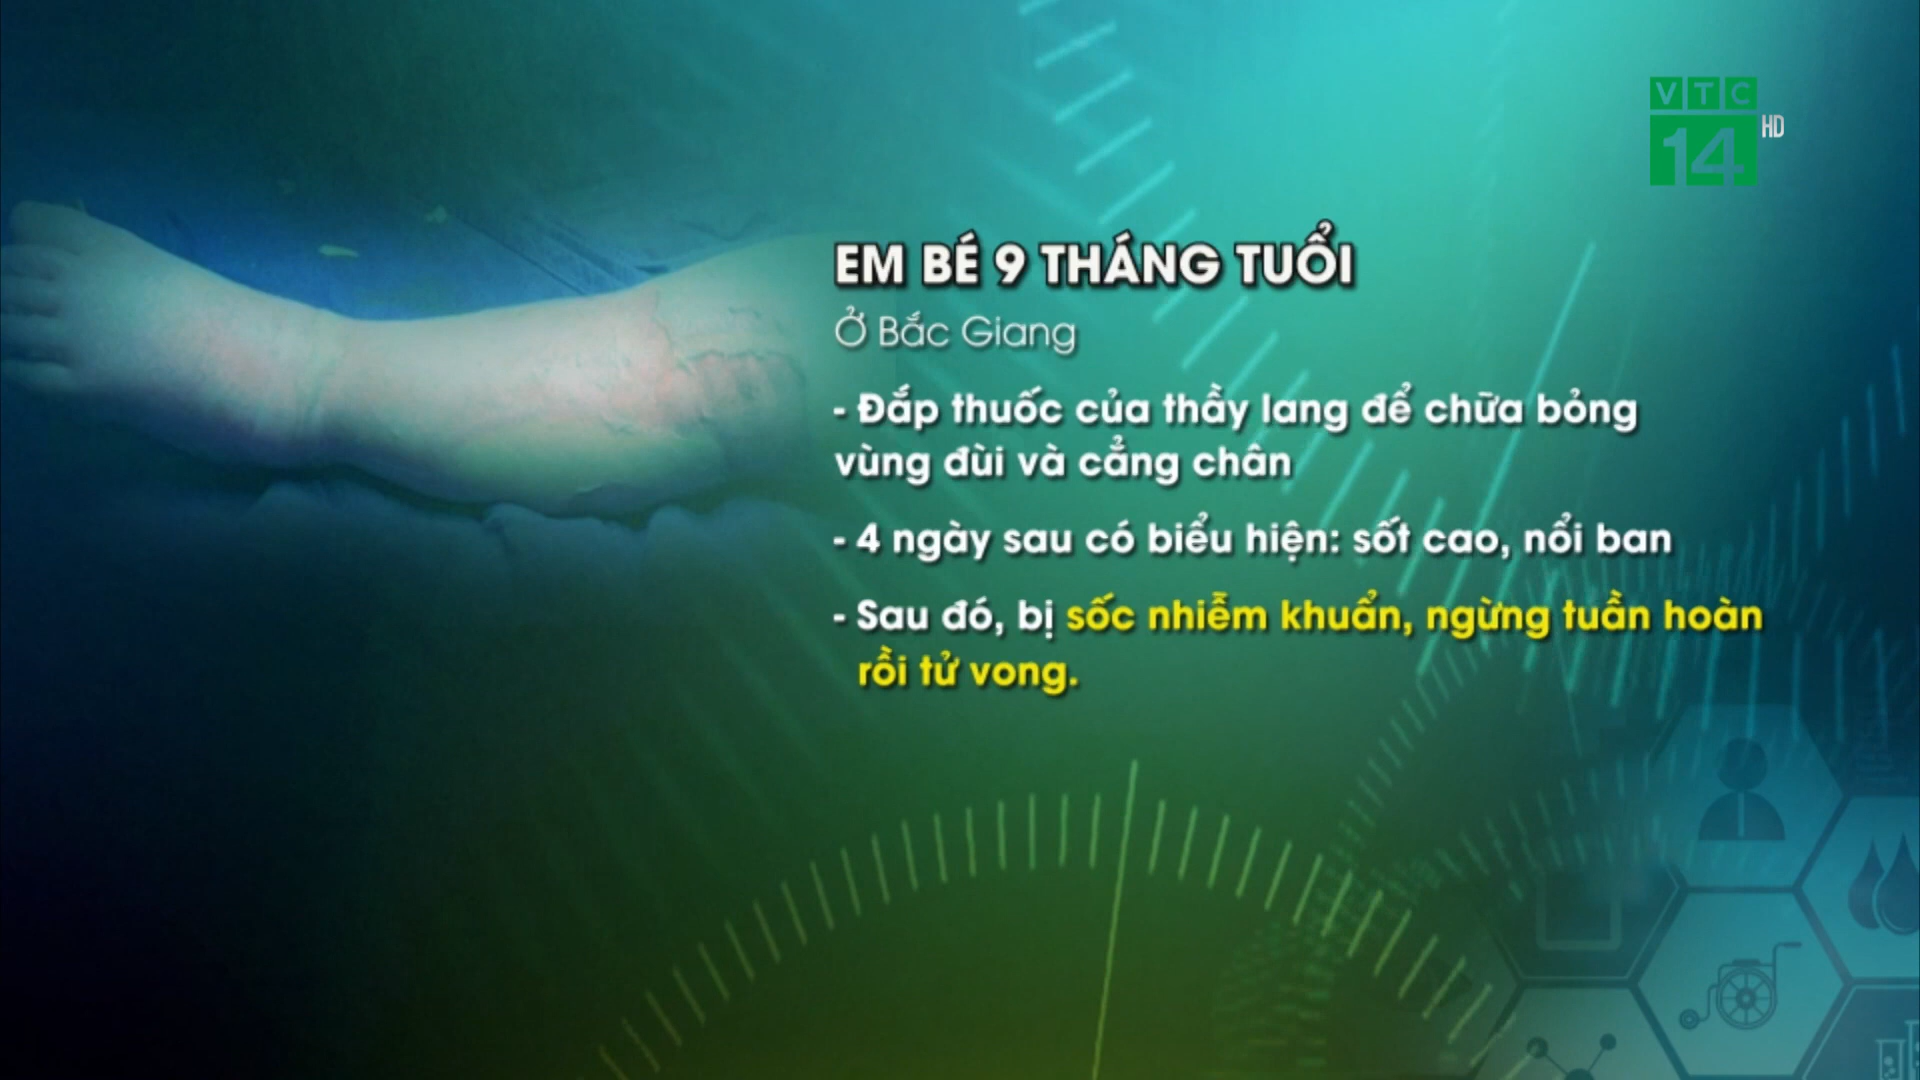 VTC
14 HD
EM BÉ 9 THÁNG TUỔI
Ở Bắc Giang
- Đắp thuốc của thầy lang để chữa bỏng
vùng đùi và cẳng chân
- 4 ngày sau có biểu hiện: sốt cao, nổi ban
- Sau đó, bị sốc nhiễm khuẩn, ngừng tuần hoàn
rồi tử vong.